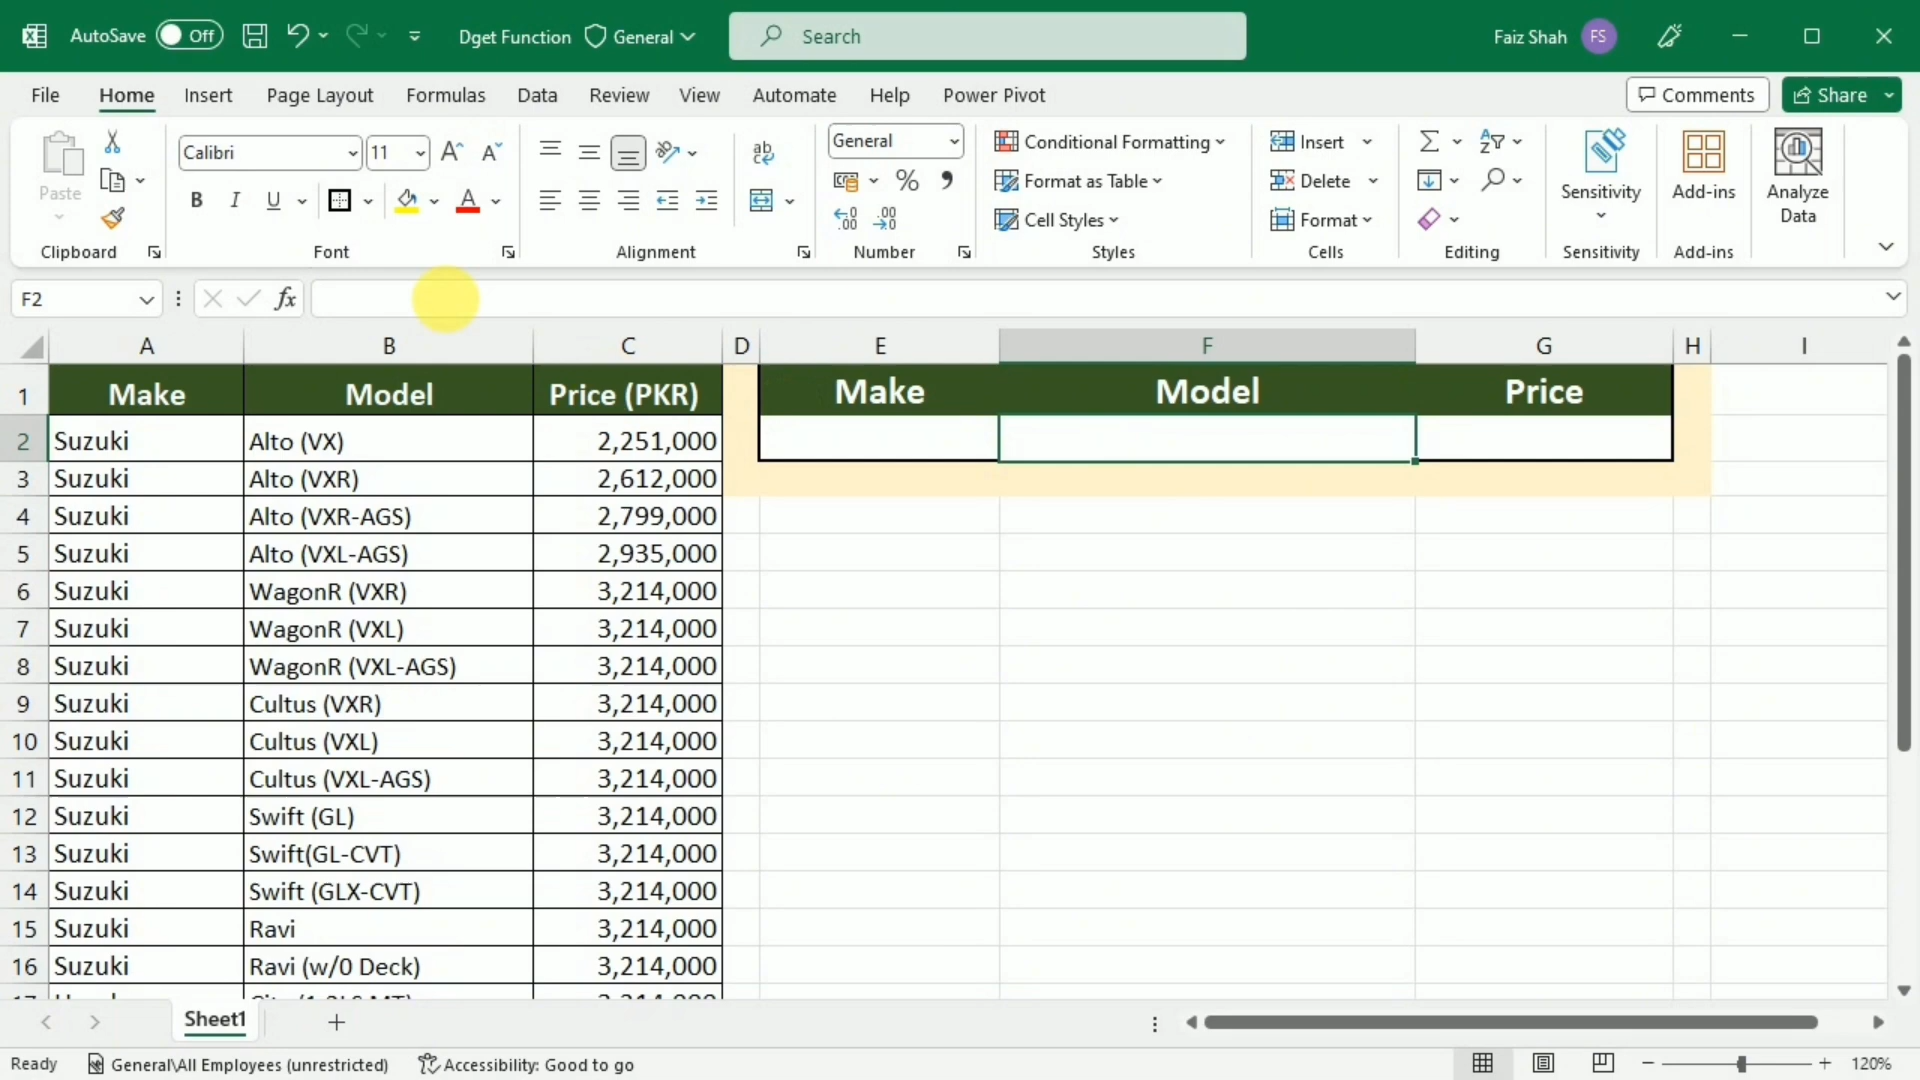 AutoSave Off Dget Function General Search Faiz Shah FS
File Home Insert Page Layout Formulas Data Review View Automate Help Power Pivot Comments Share
Paste
Clipboard
Calibri 11
B I U A
Font
ab
Alignment
General
% 9
Number
Conditional Formatting
Format as Table
Cell Styles
Styles
Insert
Delete
Format
Cells
Editing
Sensitivity
Sensitivity
Add-ins
Add-ins
Analyze
Data
F2 fx
A B C D E F G H I
1 Make Model Price (PKR) Make Model Price
2 Suzuki Alto (VX) 2,251,000
3 Suzuki Alto (VXR) 2,612,000
4 Suzuki Alto (VXR-AGS) 2,799,000
5 Suzuki Alto (VXL-AGS) 2,935,000
6 Suzuki WagonR (VXR) 3,214,000
7 Suzuki WagonR (VXL) 3,214,000
8 Suzuki WagonR (VXL-AGS) 3,214,000
9 Suzuki Cultus (VXR) 3,214,000
10 Suzuki Cultus (VXL) 3,214,000
11 Suzuki Cultus (VXL-AGS) 3,214,000
12 Suzuki Swift (GL) 3,214,000
13 Suzuki Swift(GL-CVT) 3,214,000
14 Suzuki Swift (GLX-CVT) 3,214,000
15 Suzuki Ravi 3,214,000
16 Suzuki Ravi (w/0 Deck) 3,214,000
Sheet1
Ready General\All Employees (unrestricted) Accessibility: Good to go 120%